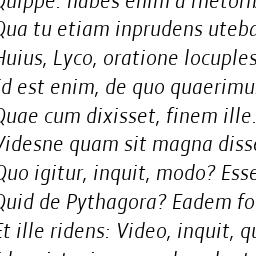 Quippe: habes enim a rhetorib
Qua tu etiam inprudens uteba
Huius, Lyco, oratione locuples
Id est enim, de quo quaerimu
Quae cum dixisset, finem ille.
Videsne quam sit magna disse
Quo igitur, inquit, modo? Esse
Quid de Pythagora? Eadem fo
Et ille ridens: Video, inquit, qu